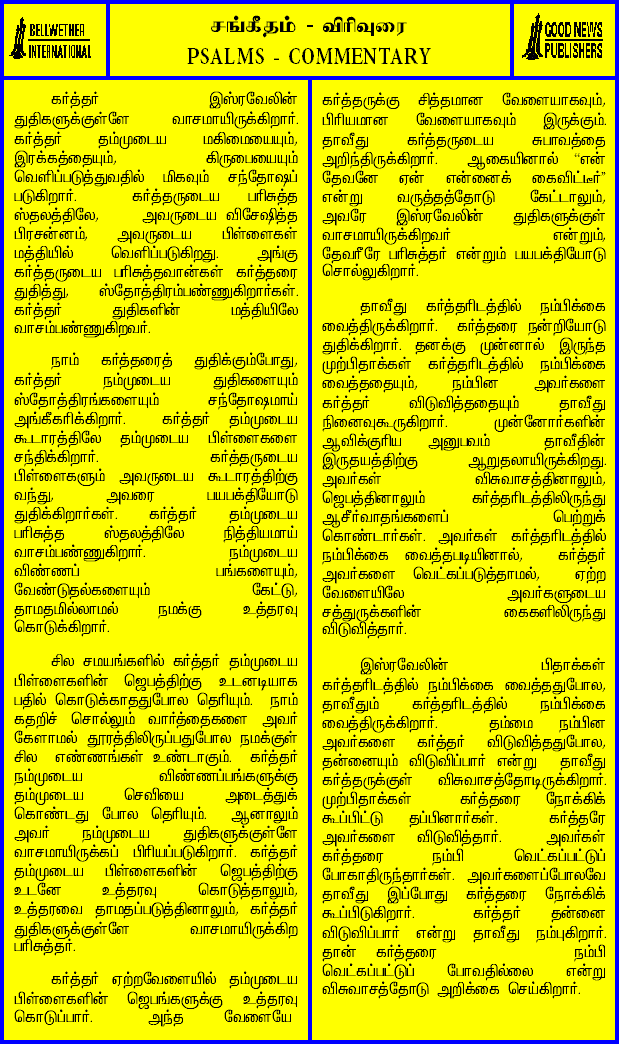 BELLWETHER
INTERNATIONAL
சங்கீதம் - விரிவுரை
PSALMS - COMMENTARY
GOOD NEWS
PUBLISHERS
கர்த்தர் இஸ்ரவேலின்
துதிகளுக்குள்ளே வாசமாயிருக்கிறார்.
கர்த்தர் தம்முடைய மகிமையையும்,
இரக்கத்தையும், கிருபையையும்
வெளிப்படுத்துவதில் மிகவும் சந்தோஷப்
படுகிறார். கர்த்தருடைய பரிசுத்த
ஸ்தலத்திலே, அவருடைய விசேஷித்த
பிரசன்னம், அவருடைய பிள்ளைகள்
மத்தியில் வெளிப்படுகிறது. அங்கு
கர்த்தருடைய பரிசுத்தவான்கள் கர்த்தரை
துதித்து, ஸ்தோத்திரம்பண்ணுகிறார்கள்.
கர்த்தர் துதிகளின் மத்தியிலே
வாசம்பண்ணுகிறவர்.
நாம் கர்த்தரைத் துதிக்கும்போது,
கர்த்தர் நம்முடைய துதிகளையும்
ஸ்தோத்திரங்களையும் சந்தோஷமாய்
அங்கீகரிக்கிறார். கர்த்தர் தம்முடைய
கூடாரத்திலே தம்முடைய பிள்ளைகளை
சந்திக்கிறார். கர்த்தருடைய
பிள்ளைகளும் அவருடைய கூடாரத்திற்கு
வந்து, அவரை பயபக்தியோடு
துதிக்கிறார்கள். கர்த்தர் தம்முடைய
பரிசுத்த ஸ்தலத்திலே நித்தியமாய்
வாசம்பண்ணுகிறார். நம்முடைய
விண்ணப் பங்களையும்,
வேண்டுதல்களையும் கேட்டு,
தாமதமில்லாமல் நமக்கு உத்தரவு
கொடுக்கிறார்.
சில சமயங்களில் கர்த்தர் தம்முடைய
பிள்ளைகளின் ஜெபத்திற்கு உடனடியாக
பதில் கொடுக்காததுபோல தெரியும். நாம்
கதறிச் சொல்லும் வார்த்தைகளை அவர்
கேளாமல் தூரத்திலிருப்பதுபோல நமக்குள்
சில எண்ணங்கள் உண்டாகும். கர்த்தர்
நம்முடைய விண்ணப்பங்களுக்கு
தம்முடைய செவியை அடைத்துக்
கொண்டது போல தெரியும். ஆனாலும்
அவர் நம்முடைய துதிகளுக்குள்ளே
வாசமாயிருக்கப் பிரியப்படுகிறார். கர்த்தர்
தம்முடைய பிள்ளைகளின் ஜெபத்திற்கு
உடனே உத்தரவு கொடுத்தாலும்,
உத்தரவை தாமதப்படுத்தினாலும், கர்த்தர்
துதிகளுக்குள்ளே வாசமாயிருக்கிற
பரிசுத்தர்.
கர்த்தர் ஏற்றவேளையில் தம்முடைய
பிள்ளைகளின் ஜெபங்களுக்கு உத்தரவு
கொடுப்பார். அந்த வேளையே
கர்த்தருக்கு சித்தமான வேளையாகவும்,
பிரியமான வேளையாகவும் இருக்கும்.
தாவீது கர்த்தருடைய சுபாவத்தை
அறிந்திருக்கிறார். ஆகையினால் “என்
தேவனே ஏன் என்னைக் கைவிட்டீர்”
என்று வருத்தத்தோடு கேட்டாலும்,
அவரே இஸ்ரவேலின் துதிகளுக்குள்
வாசமாயிருக்கிறவர் என்றும்,
தேவரீரே பரிசுத்தர் என்றும் பயபக்தியோடு
சொல்லுகிறார்.
தாவீது கர்த்தரிடத்தில் நம்பிக்கை
வைத்திருக்கிறார். கர்த்தரை நன்றியோடு
துதிக்கிறார். தனக்கு முன்னால் இருந்த
முற்பிதாக்கள் கர்த்தரிடத்தில் நம்பிக்கை
வைத்ததையும், நம்பின அவர்களை
கர்த்தர் விடுவித்ததையும் தாவீது
நினைவுகூருகிறார். முன்னோர்களின்
ஆவிக்குரிய அனுபவம் தாவீதின்
இருதயத்திற்கு ஆறுதலாயிருக்கிறது.
அவர்கள் விசுவாசத்தினாலும்,
ஜெபத்தினாலும் கர்த்தரிடத்திலிருந்து
ஆசீர்வாதங்களைப் பெற்றுக்
கொண்டார்கள். அவர்கள் கர்த்தரிடத்தில்
நம்பிக்கை வைத்தபடியினால், கர்த்தர்
அவர்களை வெட்கப்படுத்தாமல், ஏற்ற
வேளையிலே அவர்களுடைய
சத்துருக்களின் கைகளிலிருந்து
விடுவித்தார்.
இஸ்ரவேலின் பிதாக்கள்
கர்த்தரிடத்தில் நம்பிக்கை வைத்ததுபோல,
தாவீதும் கர்த்தரிடத்தில் நம்பிக்கை
வைத்திருக்கிறார். தம்மை நம்பின
அவர்களை கர்த்தர் விடுவித்ததுபோல,
தன்னையும் விடுவிப்பார் என்று தாவீது
கர்த்தருக்குள் விசுவாசத்தோடிருக்கிறார்.
முற்பிதாக்கள் கர்த்தரை நோக்கிக்
கூப்பிட்டு தப்பினார்கள். கர்த்தரே
அவர்களை விடுவித்தார். அவர்கள்
கர்த்தரை நம்பி வெட்கப்பட்டுப்
போகாதிருந்தார்கள். அவர்களைப்போலவே
தாவீது இப்போது கர்த்தரை நோக்கிக்
கூப்பிடுகிறார். கர்த்தர் தன்னை
விடுவிப்பார் என்று தாவீது நம்புகிறார்.
தான் கர்த்தரை நம்பி
வெட்கப்பட்டுப் போவதில்லை என்று
விசுவாசத்தோடு அறிக்கை செய்கிறார்.